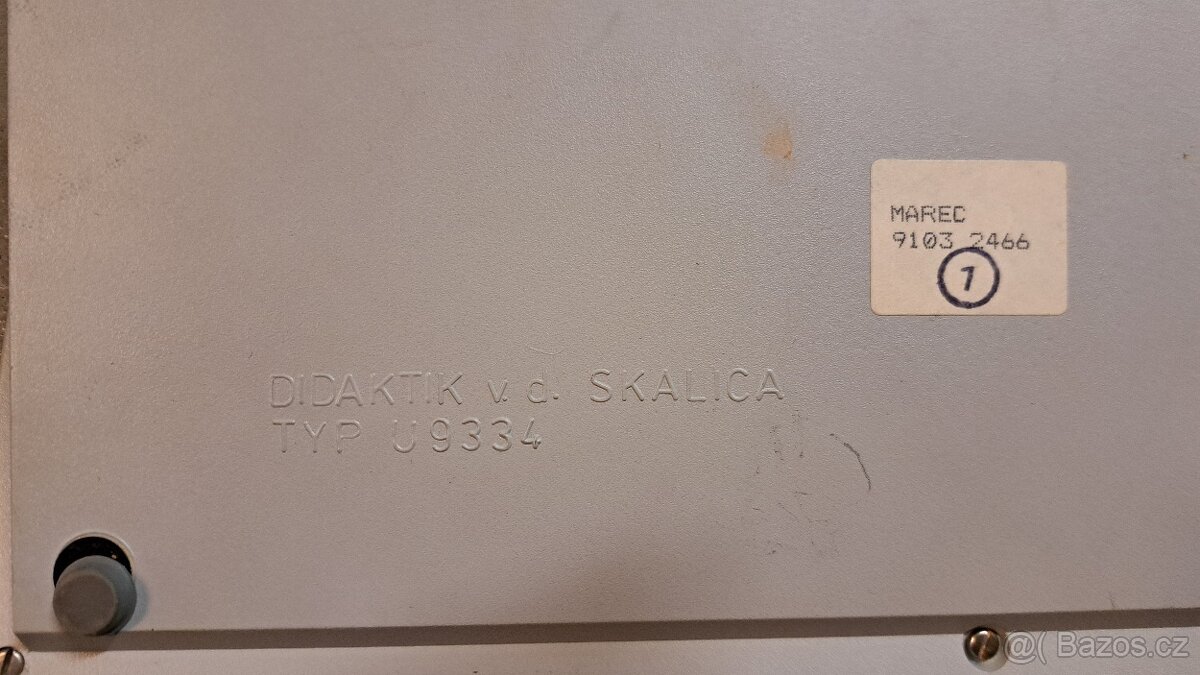 MAREC
9103 2466
1
DIDAKTIK v.d. SKALICA
TYP U9334
@( Bazos.cz